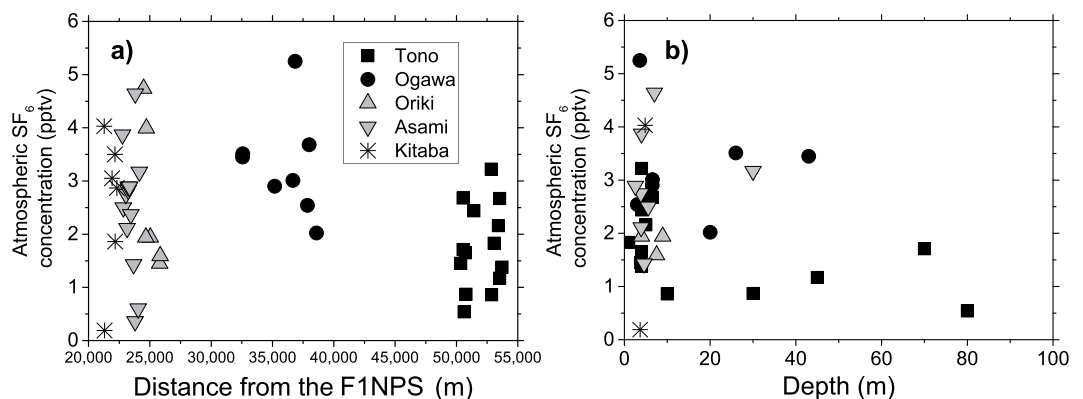 a)
Tono
Ogawa
Oriki
Asami
Kitaba
Atmospheric SF6
concentration (pptv)
6
5
4
3
2
1
0
20,000 25,000 30,000 35,000 40,000 45,000 50,000 55,000
Distance from the F1NPS (m)
b)
Atmospheric SF6
concentration (pptv)
6
5
4
3
2
1
0
0 20 40 60 80 100
Depth (m)